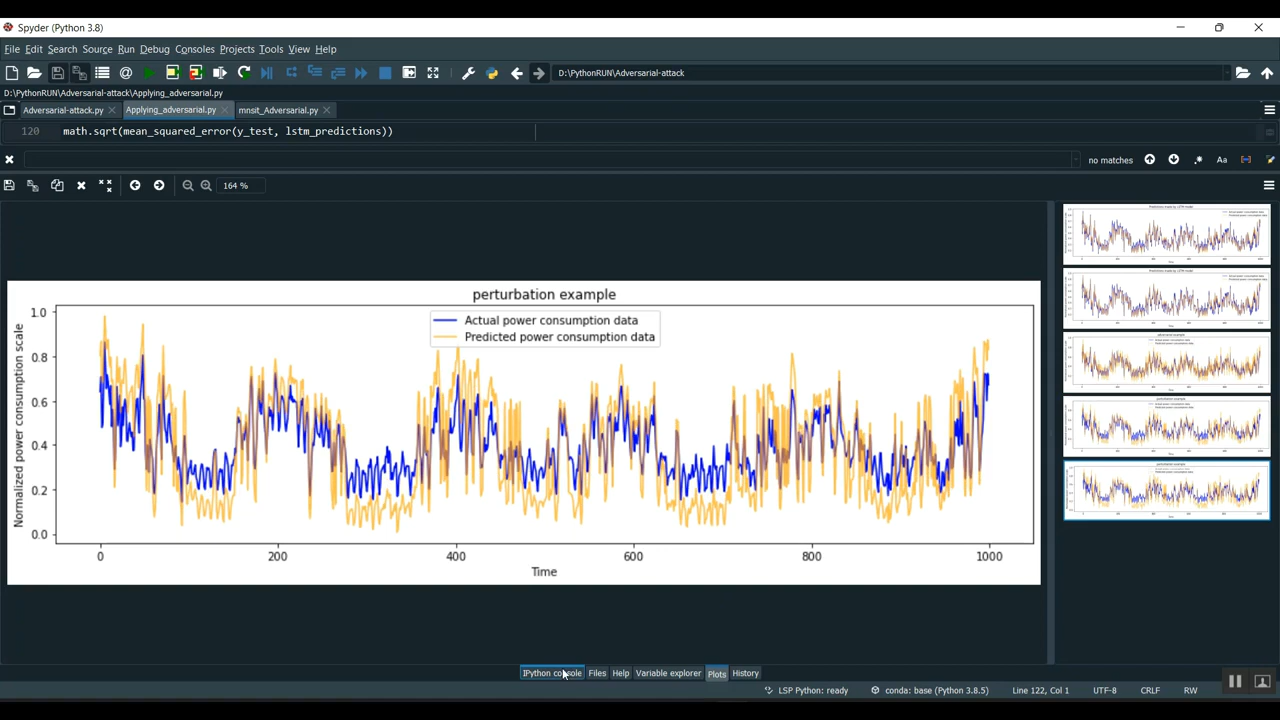 Spyder (Python 3.8)
File Edit Search Source Run Debug Consoles Projects Tools View Help
D:\PythonRUN\Adversarial-attack
D:\PythonRUN\Adversarial-attack\Applying_adversarial.py
Adversarial-attack.py Applying_adversarial.py mnsit_Adversarial.py
120 math.sqrt(mean_squared_error(y_test, lstm_predictions))
no matches Aa
164 %
perturbation example
Actual power consumption data
Predicted power consumption data
Normalized power consumption scale
1.0
0.8
0.6
0.4
0.2
0.0
0 200 400 600 800 1000
Time
IPython console Files Help Variable explorer Plots History
LSP Python: ready conda: base (Python 3.8.5) Line 122, Col 1 UTF-8 CRLF RW